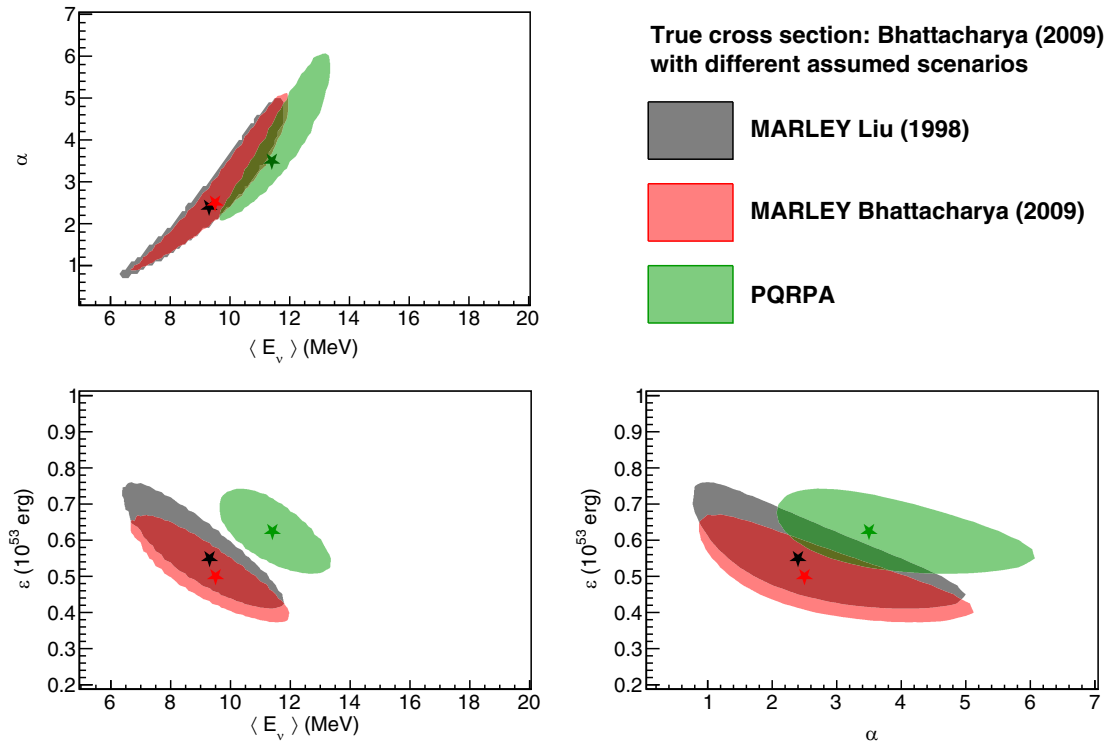 True cross section: Bhattacharya (2009)
with different assumed scenarios
MARLEY Liu (1998)
MARLEY Bhattacharya (2009)
PQRPA
7
6
5
4
3
2
1
α
6 8 10 12 14 16 18 20
⟨ E_ν ⟩ (MeV)
1
0.9
0.8
0.7
0.6
0.5
0.4
0.3
0.2
ε (10^53 erg)
6 8 10 12 14 16 18 20
⟨ E_ν ⟩ (MeV)
1
0.9
0.8
0.7
0.6
0.5
0.4
0.3
0.2
ε (10^53 erg)
1 2 3 4 5 6 7
α